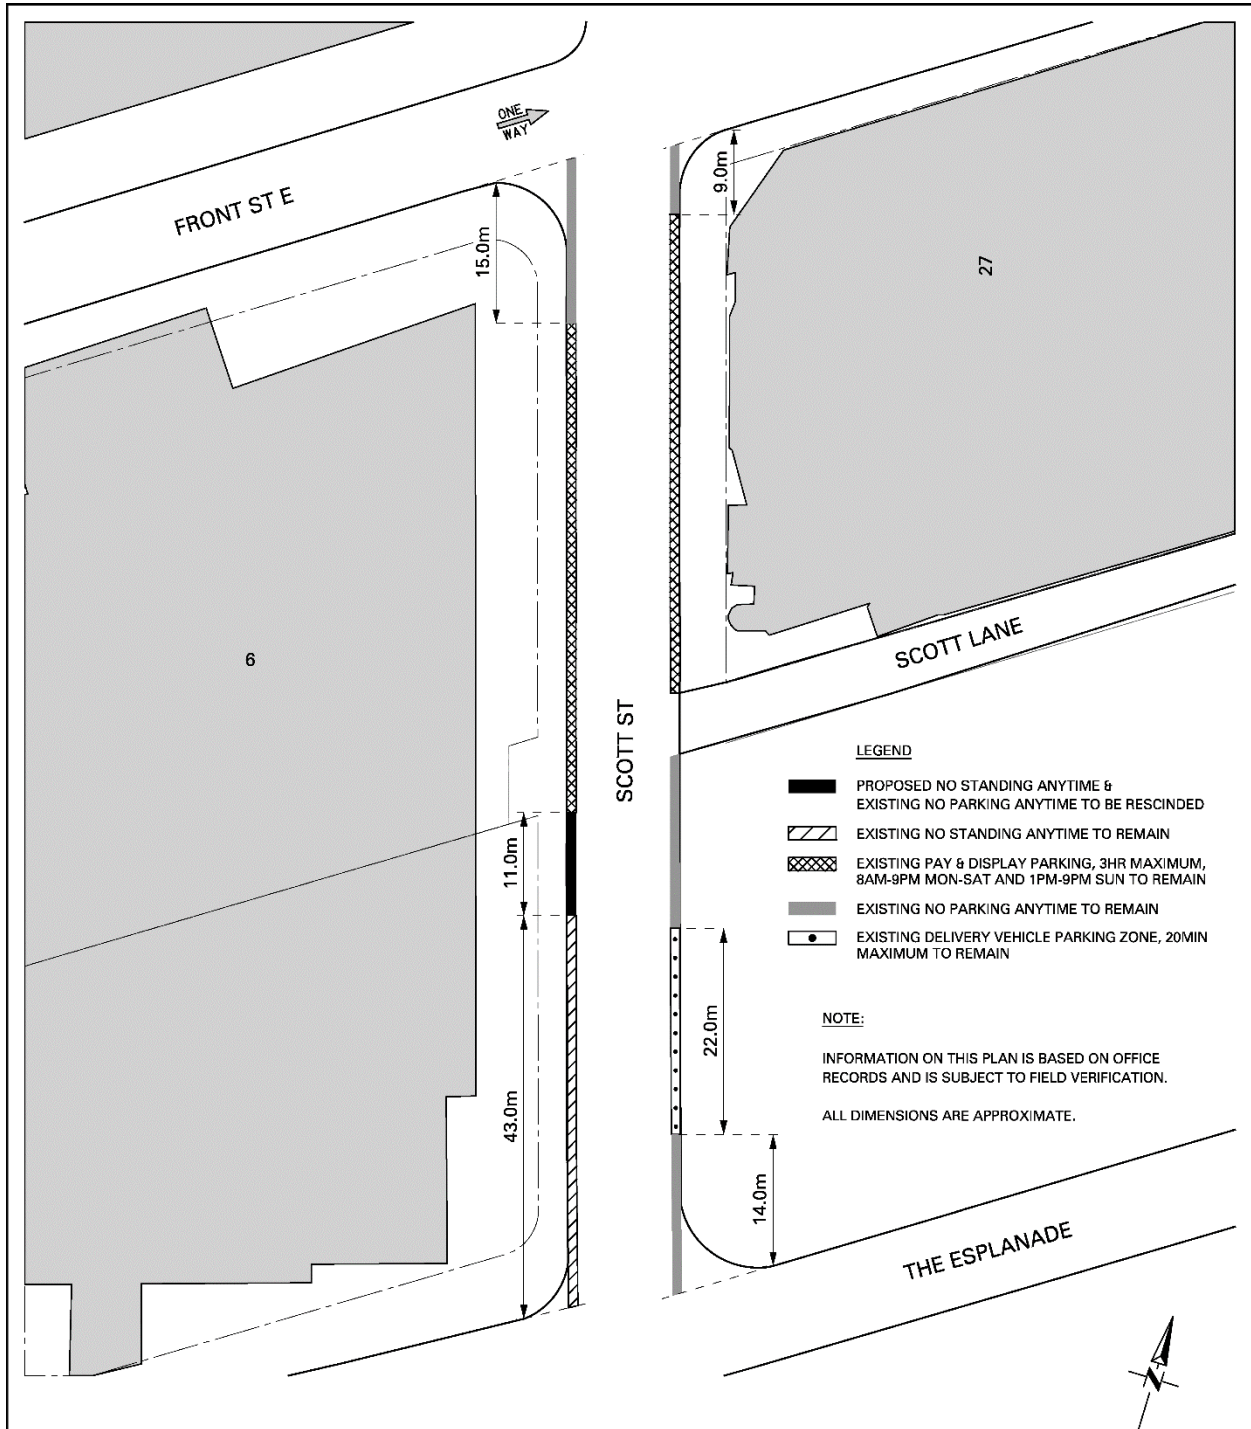 ONE
WAY
FRONT ST E
9.0m
15.0m
27
6
SCOTT LANE
SCOTT ST
11.0m
43.0m
22.0m
14.0m
LEGEND
PROPOSED NO STANDING ANYTIME &
EXISTING NO PARKING ANYTIME TO BE RESCINDED
EXISTING NO STANDING ANYTIME TO REMAIN
EXISTING PAY & DISPLAY PARKING, 3HR MAXIMUM,
8AM-9PM MON-SAT AND 1PM-9PM SUN TO REMAIN
EXISTING NO PARKING ANYTIME TO REMAIN
EXISTING DELIVERY VEHICLE PARKING ZONE, 20MIN
MAXIMUM TO REMAIN
NOTE:
INFORMATION ON THIS PLAN IS BASED ON OFFICE
RECORDS AND IS SUBJECT TO FIELD VERIFICATION.
ALL DIMENSIONS ARE APPROXIMATE.
THE ESPLANADE
N